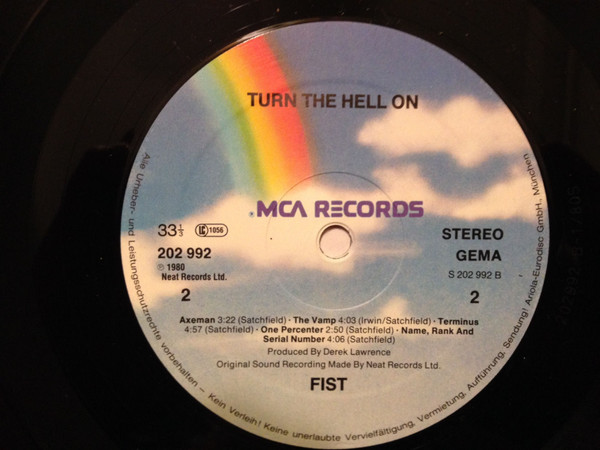 TURN THE HELL ON
MCA RECORDS
33⅓
LC 1056
202 992
℗ 1980
Neat Records Ltd.
2
STEREO
GEMA
S 202 992 B
2
Axeman 3:22 (Satchfield) · The Vamp 4:03 (Irwin/Satchfield) · Terminus
4:57 (Satchfield) · One Percenter 2:50 (Satchfield) · Name, Rank And
Serial Number 4:06 (Satchfield)
Produced By Derek Lawrence
Original Sound Recording Made By Neat Records Ltd.
FIST
Alle Urheber- und Leistungsschutzrechte vorbehalten – Kein Verleih! Keine unerlaubte Vervielfältigung, Vermietung, Aufführung, Sendung! Ariola-Eurodisc GmbH., München.